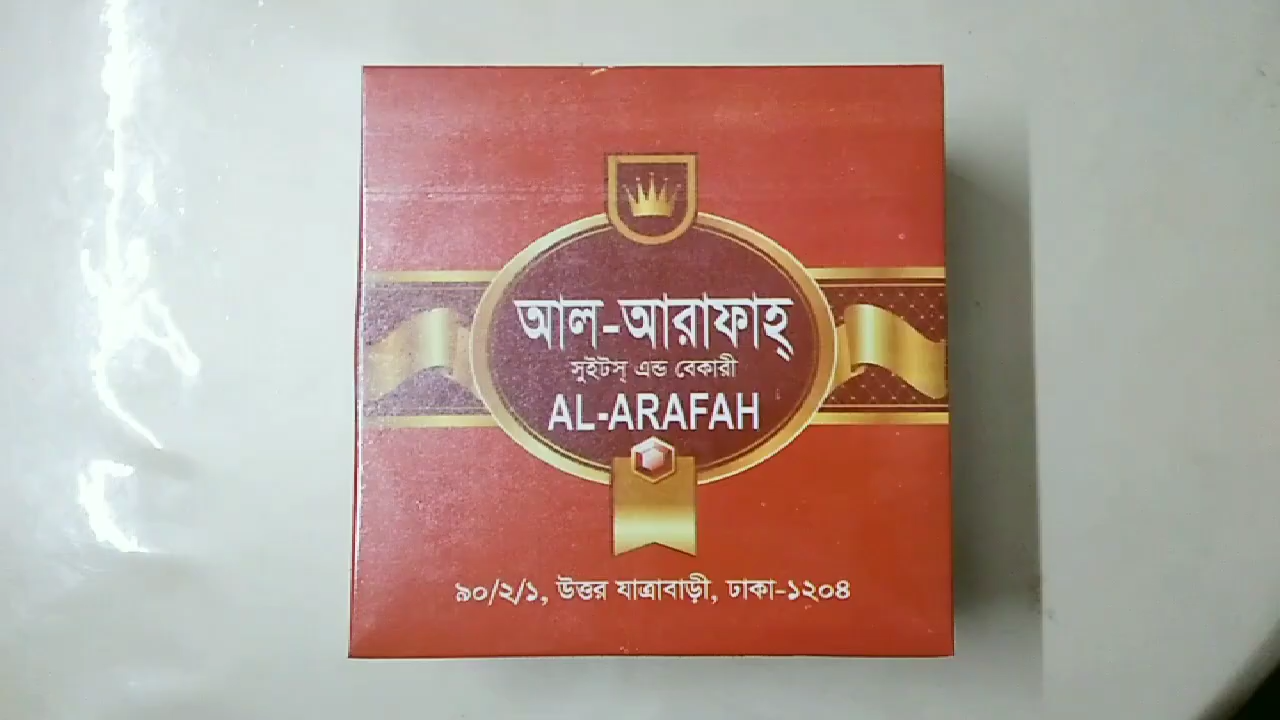 আল-আরাফাহ্
সুইটস্ এন্ড বেকারী
AL-ARAFAH
৯০/২/১, উত্তর যাত্রাবাড়ী, ঢাকা-১২০৪